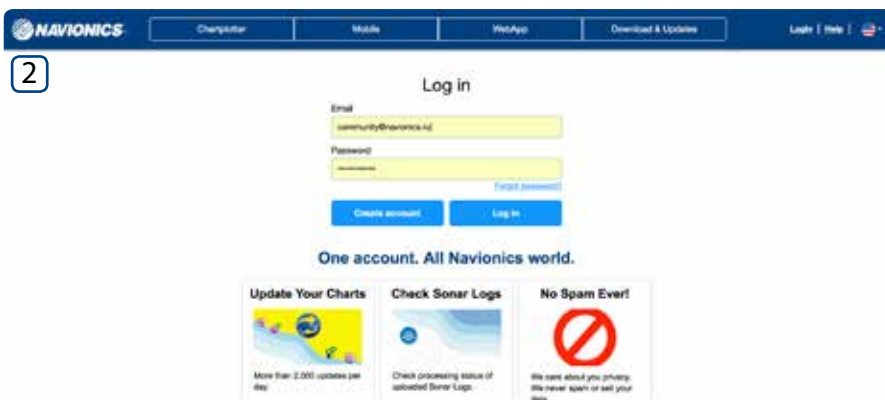 NAVIONICS Chartplotter Mobile WebApp Download & Updates Login | Help |
2
Log in
Email
community@navionics.ru
Password
Forgot password?
Create account Log in
One account. All Navionics world.
Update Your Charts Check Sonar Logs No Spam Ever!
More than 2,000 updates per Check processing status of We care about you privacy.
day. uploaded Sonar Logs. We never spam or sell your
data.